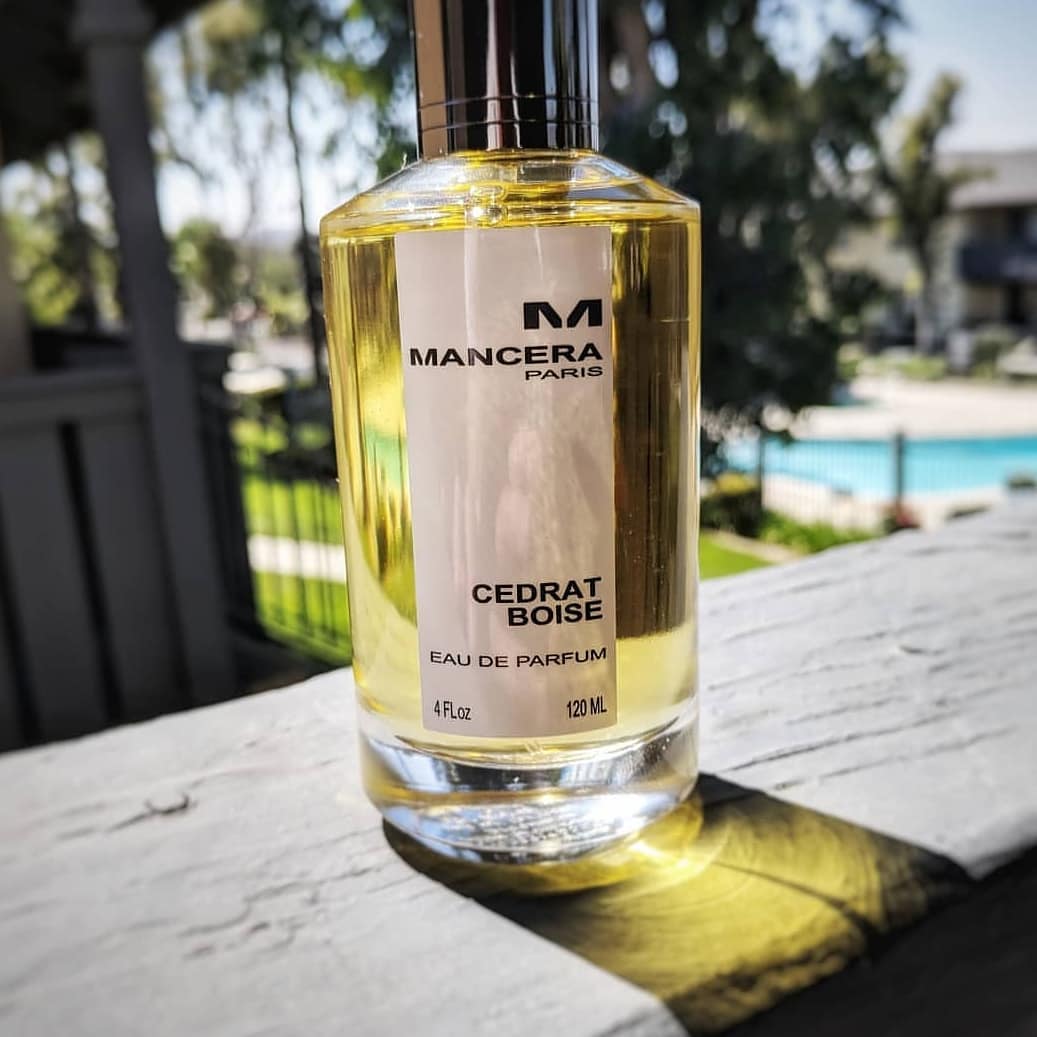 M
MANCERA
PARIS
CEDRAT
BOISE
EAU DE PARFUM
4 FLoz 120 ML